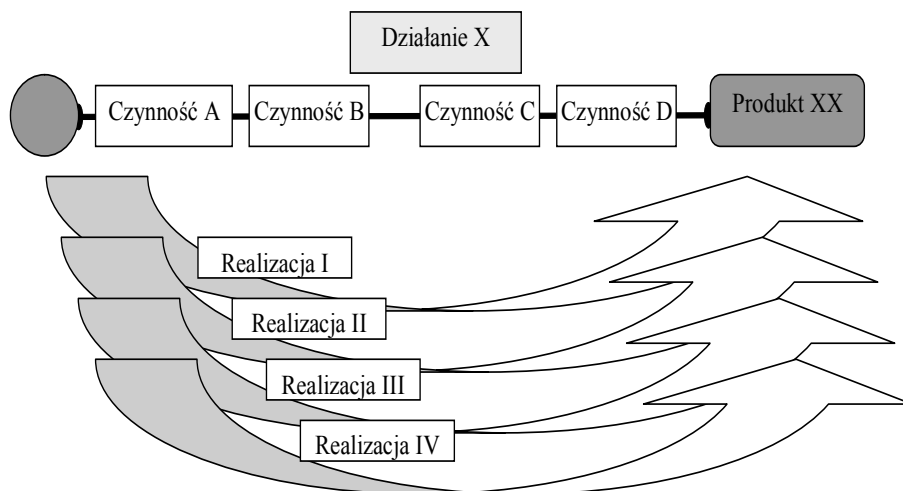 Działanie X
Czynność A
Czynność B
Czynność C
Czynność D
Produkt XX
Realizacja I
Realizacja II
Realizacja III
Realizacja IV